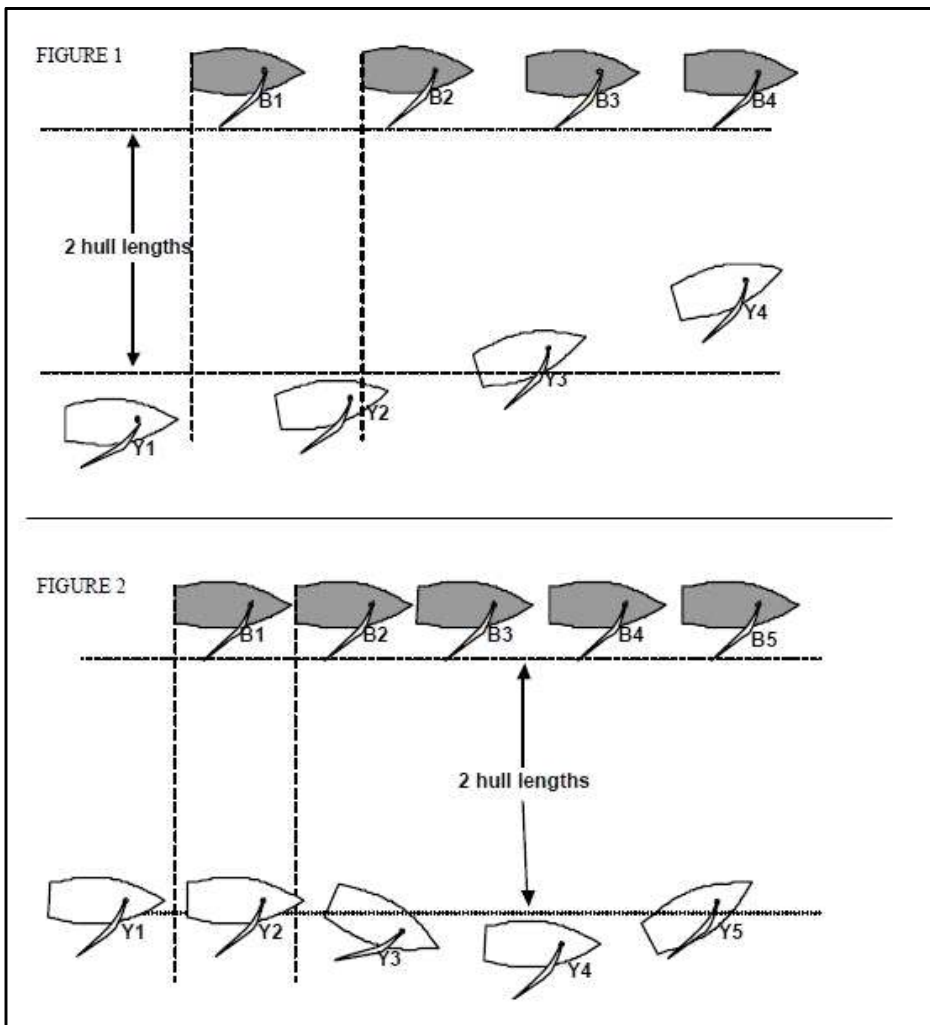 FIGURE 1
B1
B2
B3
B4
2 hull lengths
Y4
Y3
Y2
Y1
FIGURE 2
B1
B2
B3
B4
B5
2 hull lengths
Y1
Y2
Y3
Y4
Y5